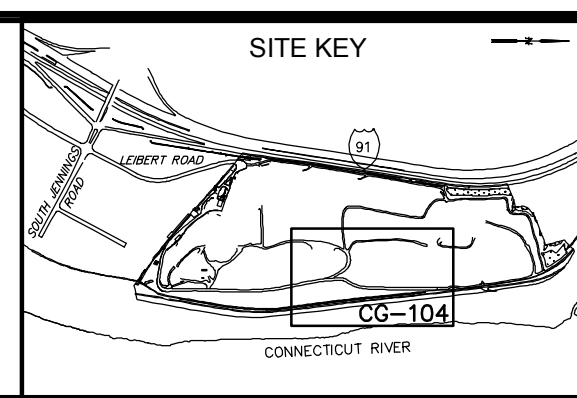 SITE KEY
N
91
LEIBERT ROAD
SOUTH JENNINGS
ROAD
CG-104
CONNECTICUT RIVER